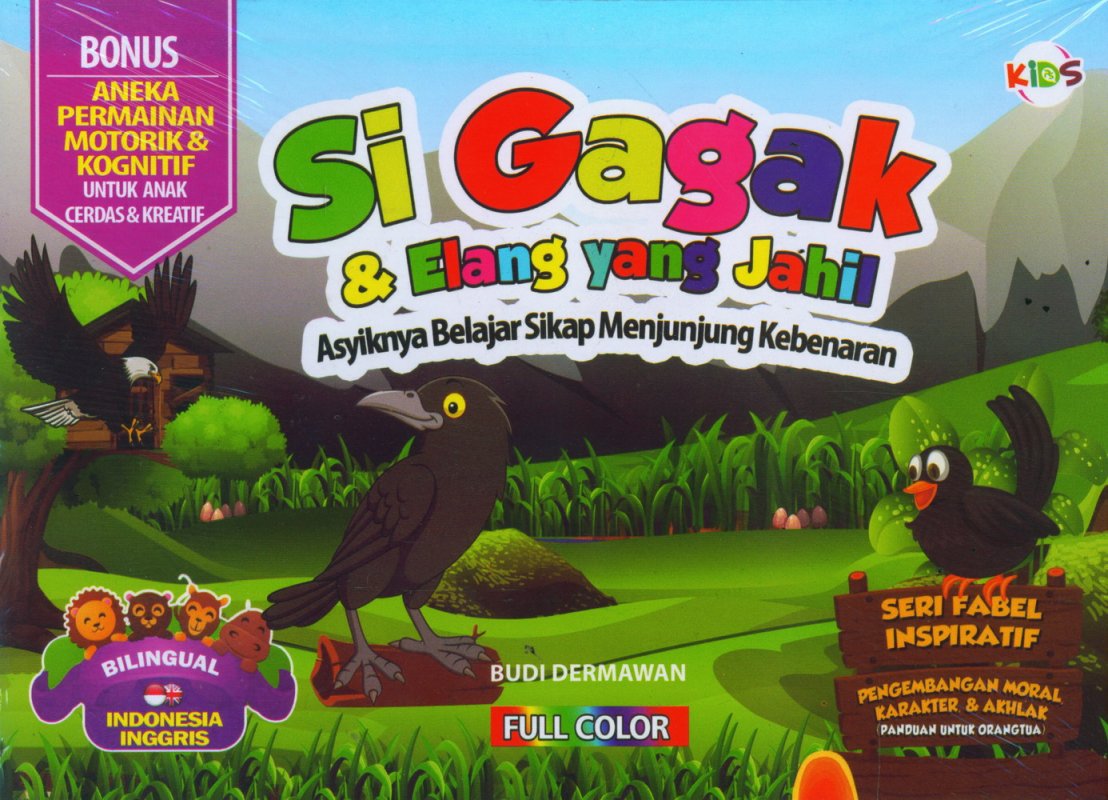 BONUS
ANEKA
PERMAINAN
MOTORIK &
KOGNITIF
UNTUK ANAK
CERDAS & KREATIF
KiDS
Si Gagak
& Elang yang Jahil
Asyiknya Belajar Sikap Menjunjung Kebenaran
BILINGUAL
INDONESIA
INGGRIS
BUDI DERMAWAN
FULL COLOR
SERI FABEL
INSPIRATIF
PENGEMBANGAN MORAL
KARAKTER & AKHLAK
(PANDUAN UNTUK ORANGTUA)